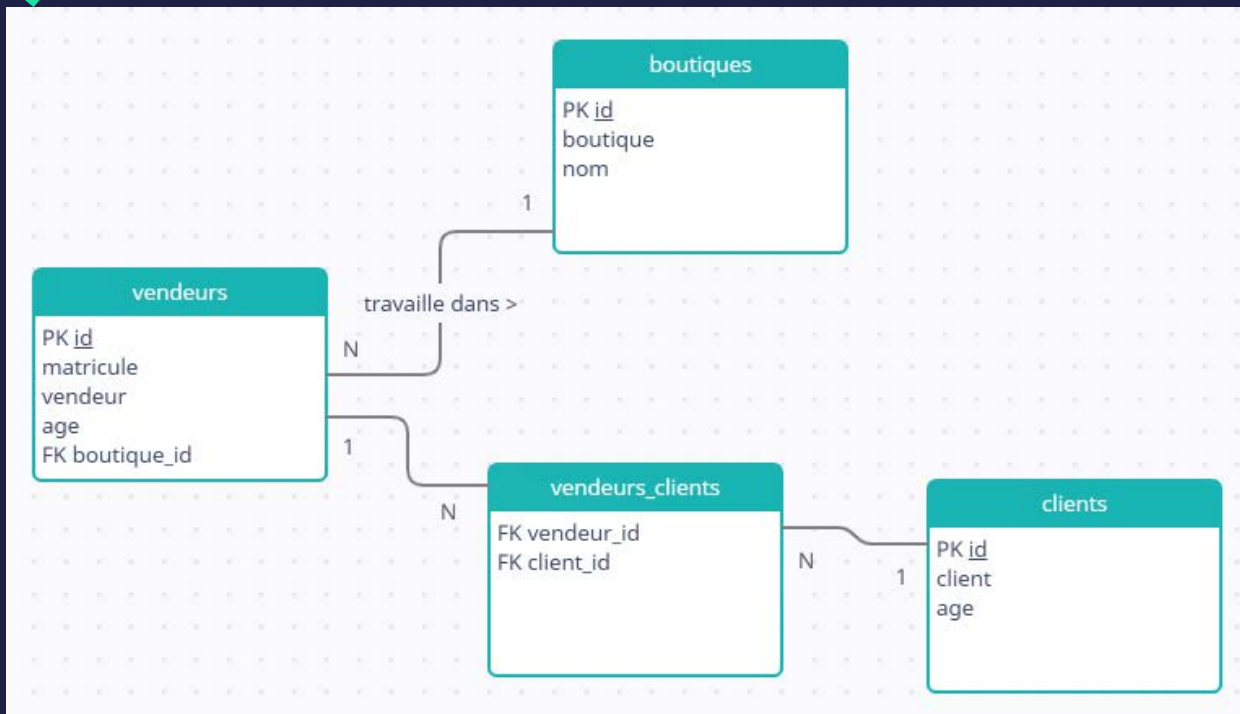 boutiques
PK id
boutique
nom
1
travaille dans >
vendeurs
PK id
matricule
vendeur
age
FK boutique_id
N
1
N
vendeurs_clients
FK vendeur_id
FK client_id
N
1
clients
PK id
client
age